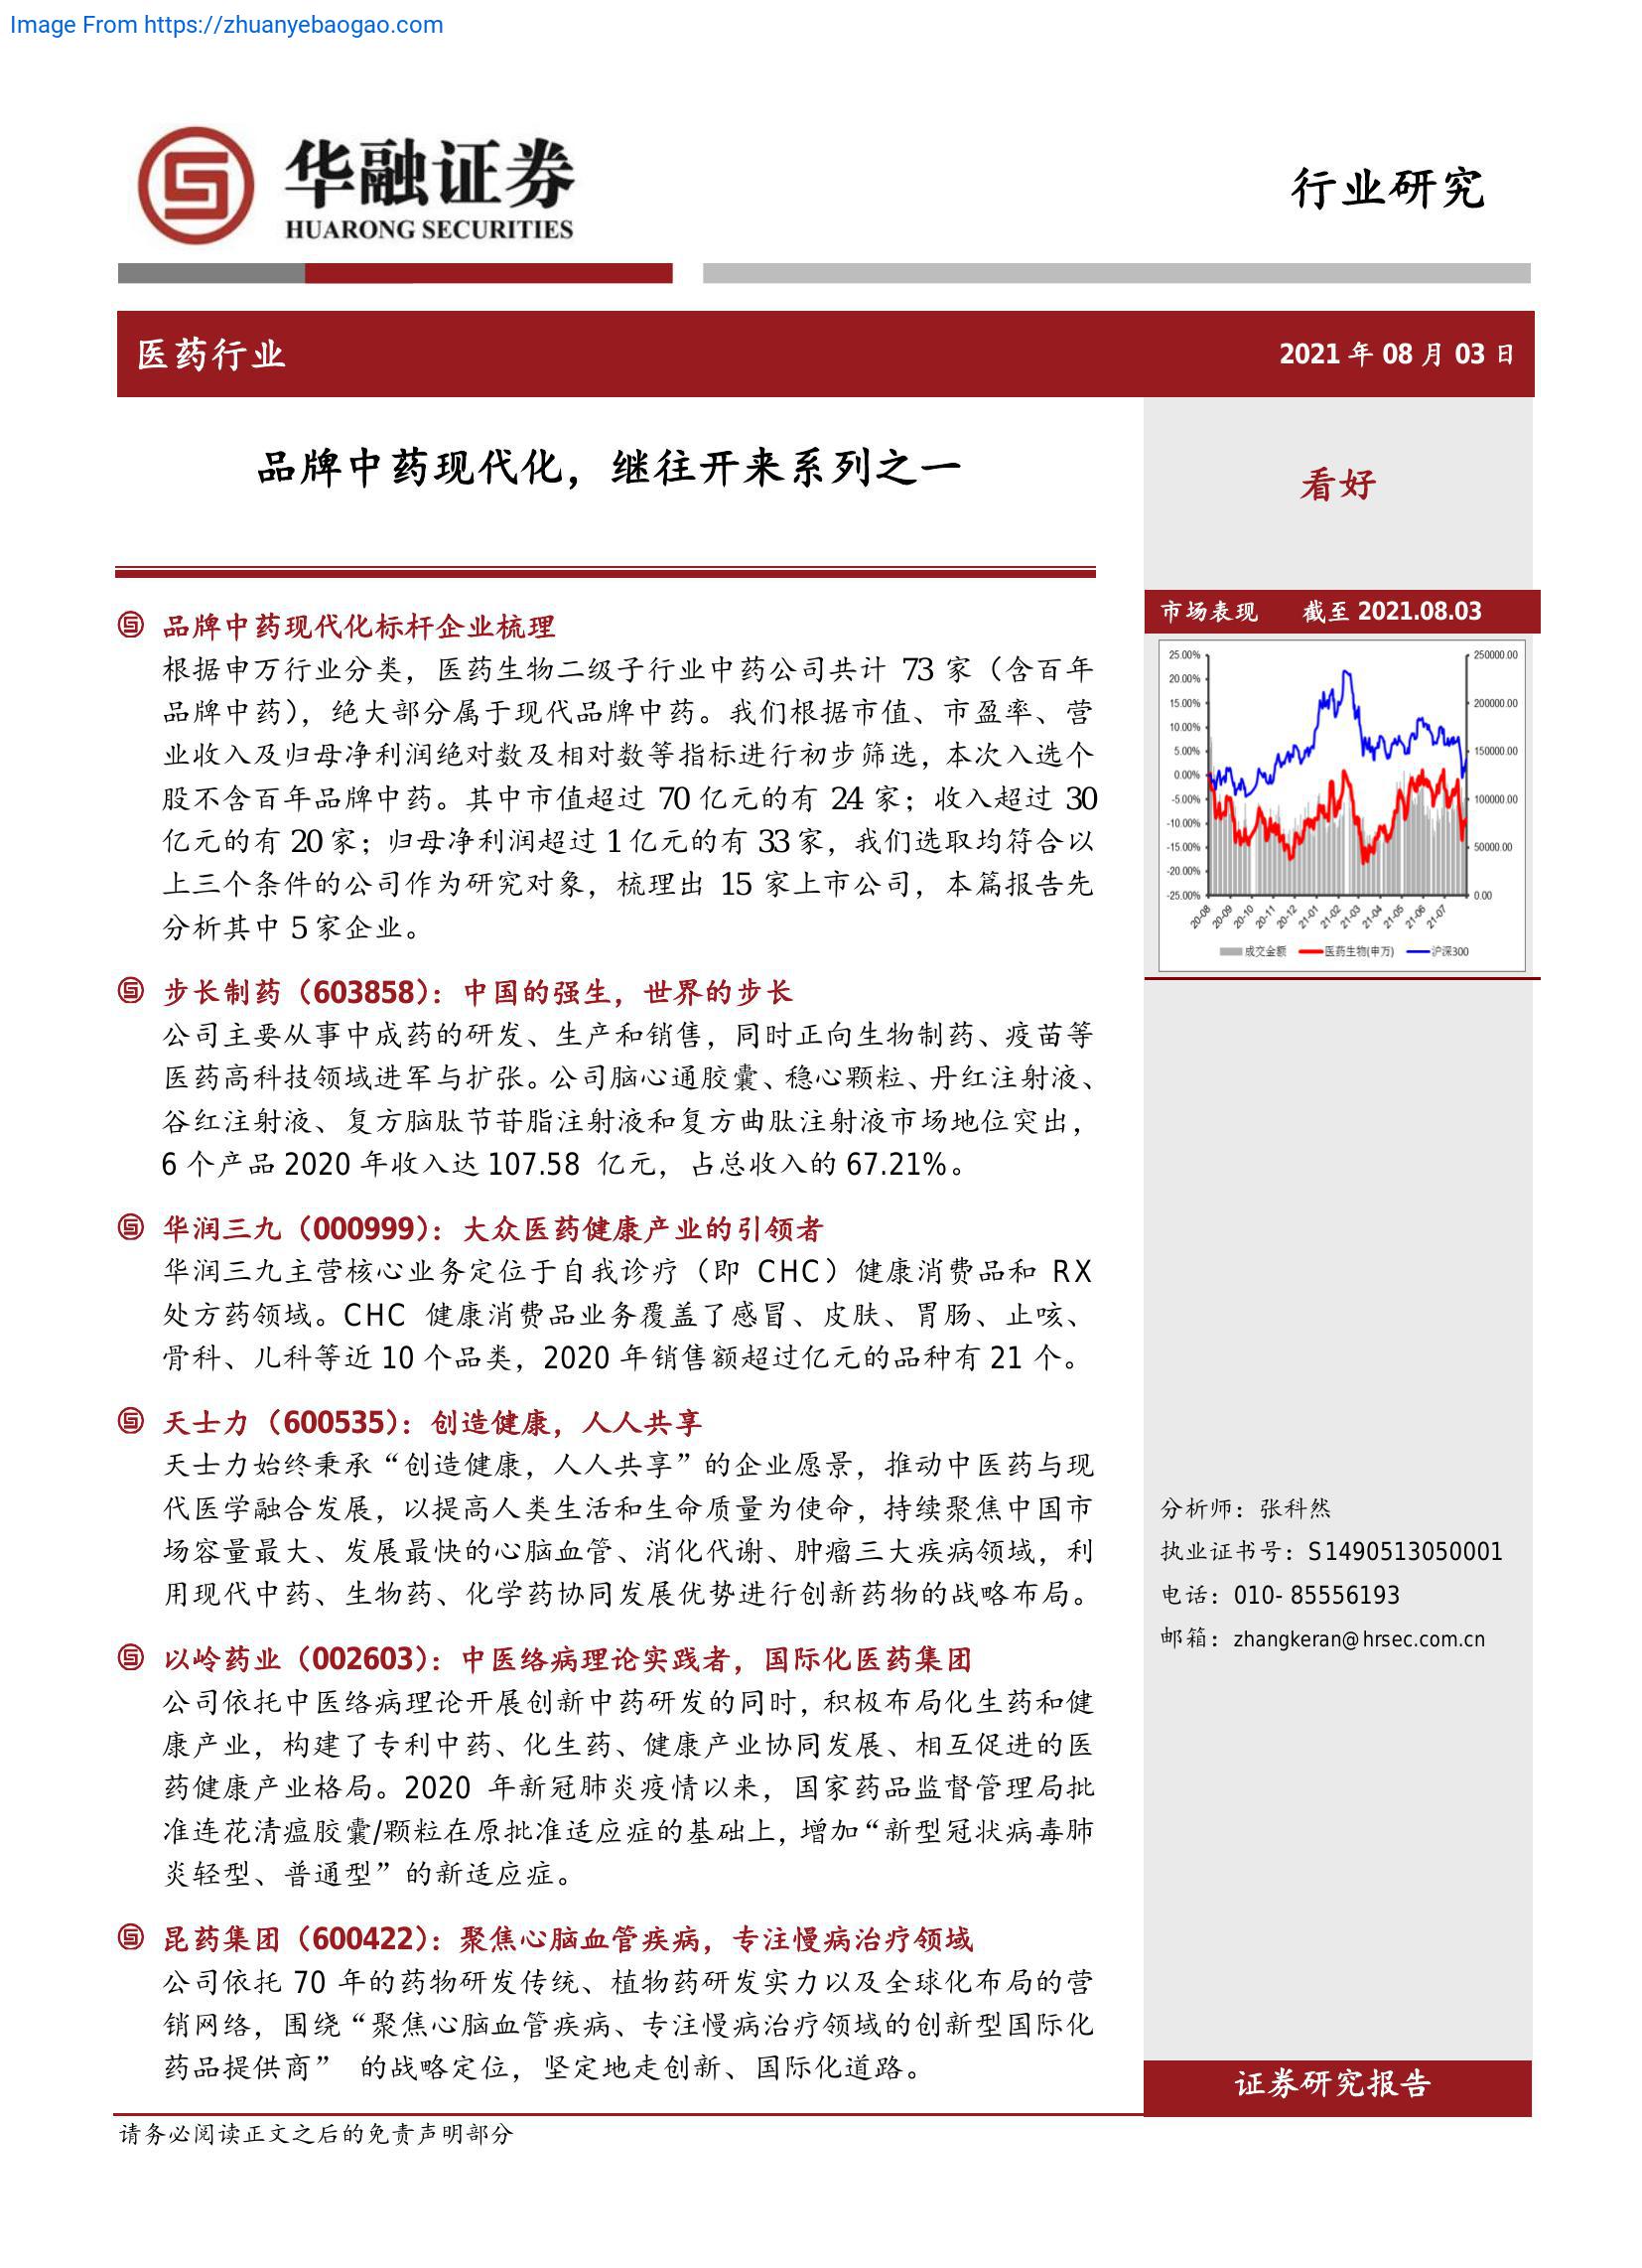 Image From https://zhuanyebaogao.com
华融证券
HUARONG SECURITIES
行业研究
医药行业
2021 年 08 月 03 日
品牌中药现代化，继往开来系列之一
看好
品牌中药现代化标杆企业梳理
根据申万行业分类，医药生物二级子行业中药公司共计 73 家（含百年
品牌中药），绝大部分属于现代品牌中药。我们根据市值、市盈率、营
业收入及归母净利润绝对数及相对数等指标进行初步筛选，本次入选个
股不含百年品牌中药。其中市值超过 70 亿元的有 24 家；收入超过 30
亿元的有 20 家；归母净利润超过 1 亿元的有 33 家，我们选取均符合以
上三个条件的公司作为研究对象，梳理出 15 家上市公司，本篇报告先
分析其中 5 家企业。
步长制药（603858）：中国的强生，世界的步长
公司主要从事中成药的研发、生产和销售，同时正向生物制药、疫苗等
医药高科技领域进军与扩张。公司脑心通胶囊、稳心颗粒、丹红注射液、
谷红注射液、复方脑肽节苷脂注射液和复方曲肽注射液市场地位突出，
6 个产品 2020 年收入达 107.58 亿元，占总收入的 67.21%。
华润三九（000999）：大众医药健康产业的引领者
华润三九主营核心业务定位于自我诊疗（即 CHC）健康消费品和 RX
处方药领域。CHC 健康消费品业务覆盖了感冒、皮肤、胃肠、止咳、
骨科、儿科等近 10 个品类，2020 年销售额超过亿元的品种有 21 个。
天士力（600535）：创造健康，人人共享
天士力始终秉承“创造健康，人人共享”的企业愿景，推动中医药与现
代医学融合发展，以提高人类生活和生命质量为使命，持续聚焦中国市
场容量最大、发展最快的心脑血管、消化代谢、肿瘤三大疾病领域，利
用现代中药、生物药、化学药协同发展优势进行创新药物的战略布局。
以岭药业（002603）：中医络病理论实践者，国际化医药集团
公司依托中医络病理论开展创新中药研发的同时，积极布局化生药和健
康产业，构建了专利中药、化生药、健康产业协同发展、相互促进的医
药健康产业格局。2020 年新冠肺炎疫情以来，国家药品监督管理局批
准连花清瘟胶囊/颗粒在原批准适应症的基础上，增加“新型冠状病毒肺
炎轻型、普通型”的新适应症。
昆药集团（600422）：聚焦心脑血管疾病，专注慢病治疗领域
公司依托 70 年的药物研发传统、植物药研发实力以及全球化布局的营
销网络，围绕“聚焦心脑血管疾病、专注慢病治疗领域的创新型国际化
药品提供商” 的战略定位，坚定地走创新、国际化道路。
市场表现 截至 2021.08.03
25.00% 250000.00
20.00%
15.00% 200000.00
10.00%
5.00% 150000.00
0.00%
-5.00% 100000.00
-10.00%
-15.00% 50000.00
-20.00%
-25.00% 0.00
20-08 20-09 20-10 20-11 20-12 21-01 21-02 21-03 21-04 21-05 21-06 21-07
成交金额 医药生物(申万) 沪深300
分析师：张科然
执业证书号：S1490513050001
电话：010- 85556193
邮箱：zhangkeran@hrsec.com.cn
证券研究报告
请务必阅读正文之后的免责声明部分